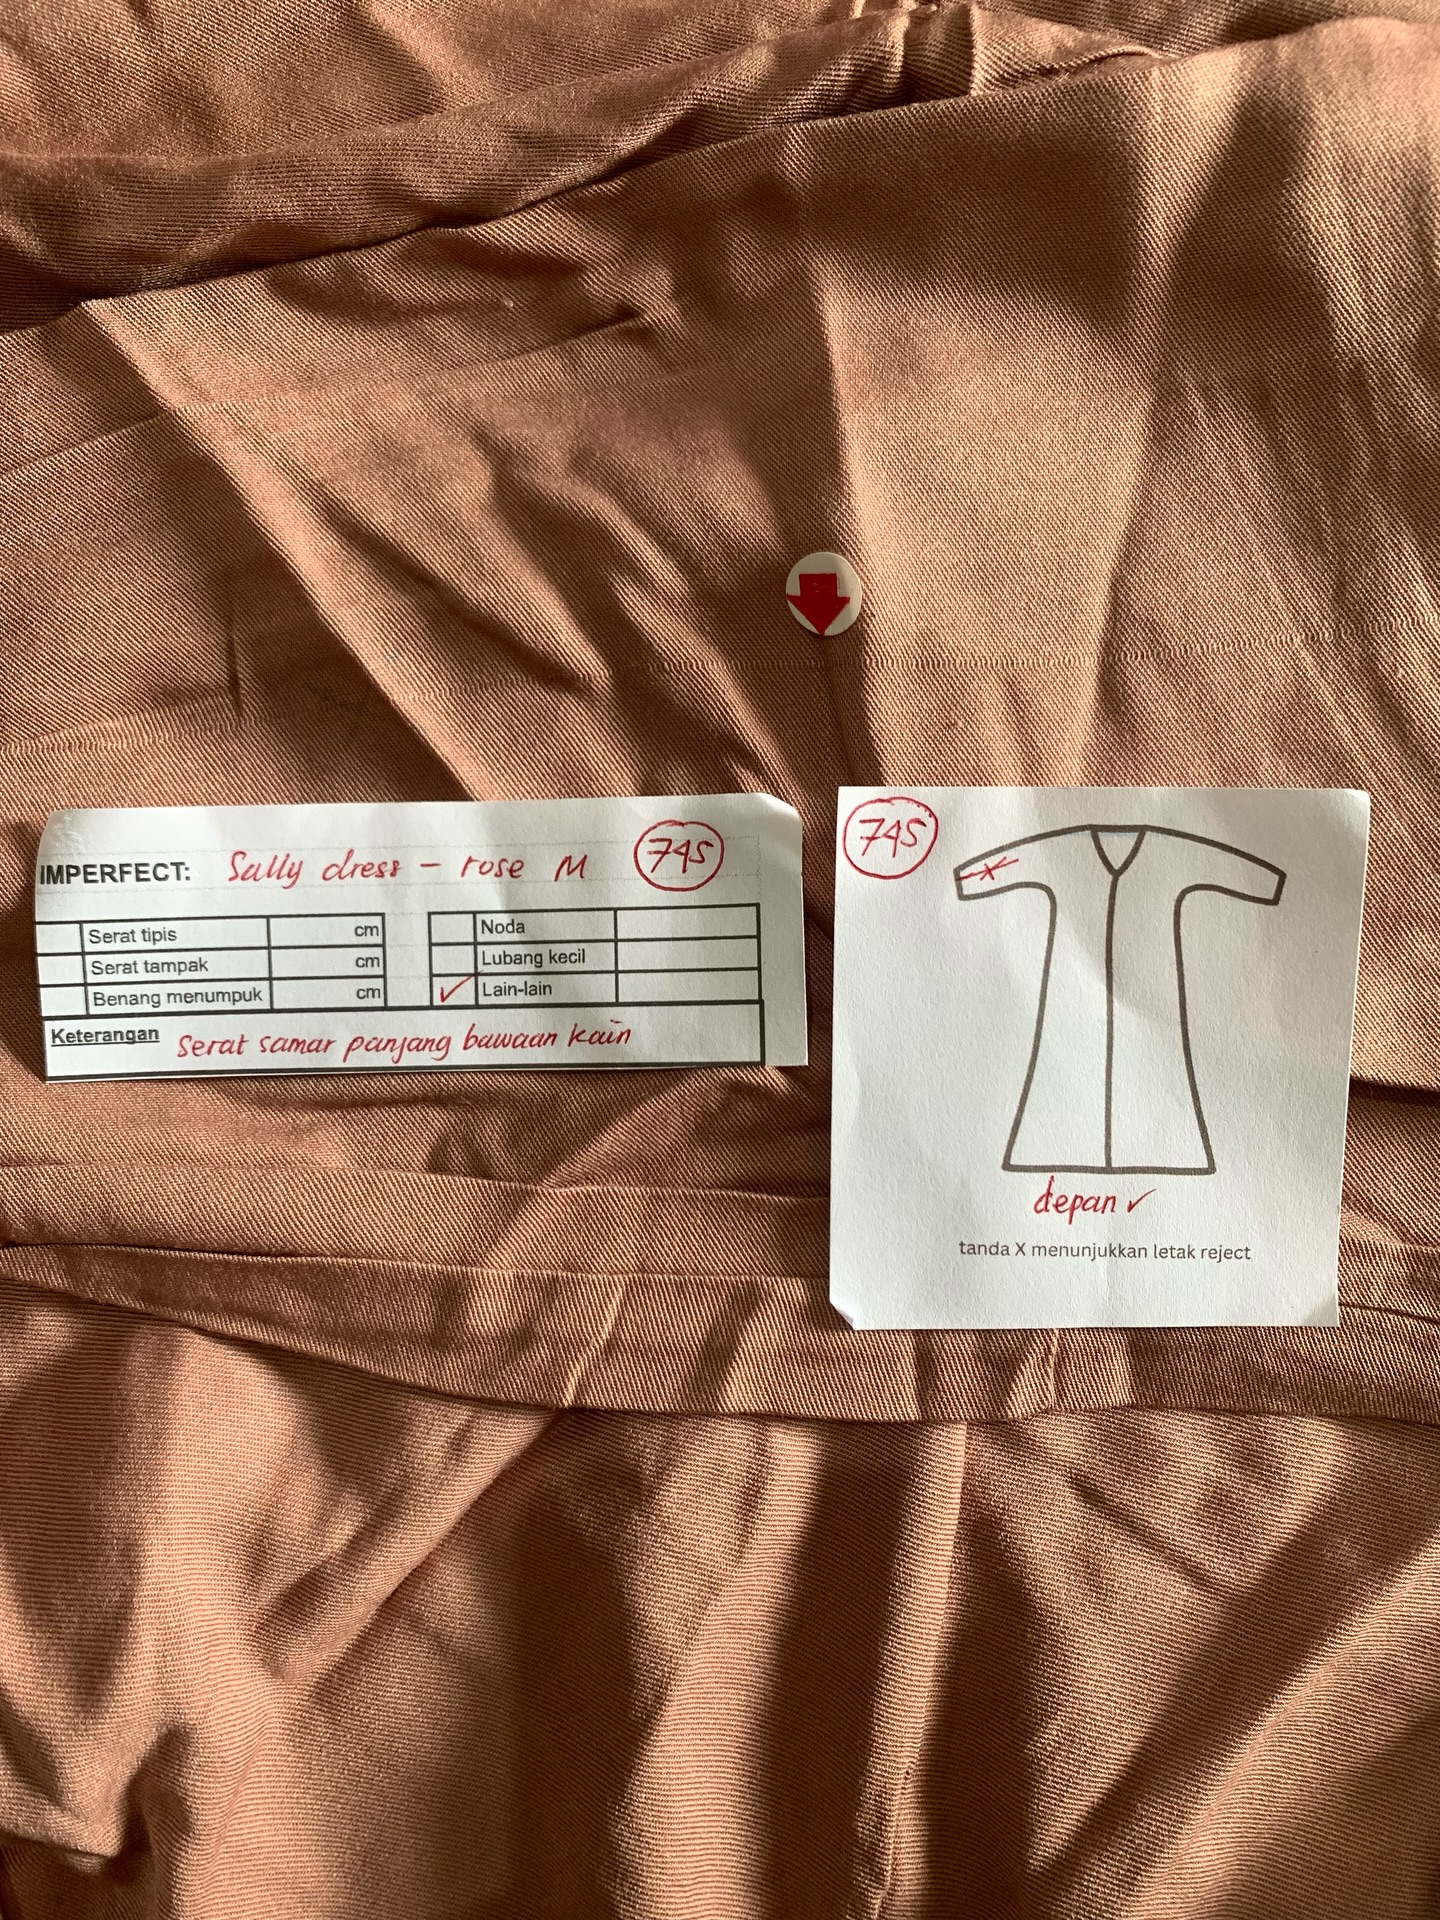 IMPERFECT: Sally dress - rose M 745
Serat tipis cm Noda
Serat tampak cm Lubang kecil
Benang menumpuk cm ✓ Lain-lain
Keterangan serat samar panjang bawaan kain
745
X
depan ✓
tanda X menunjukkan letak reject